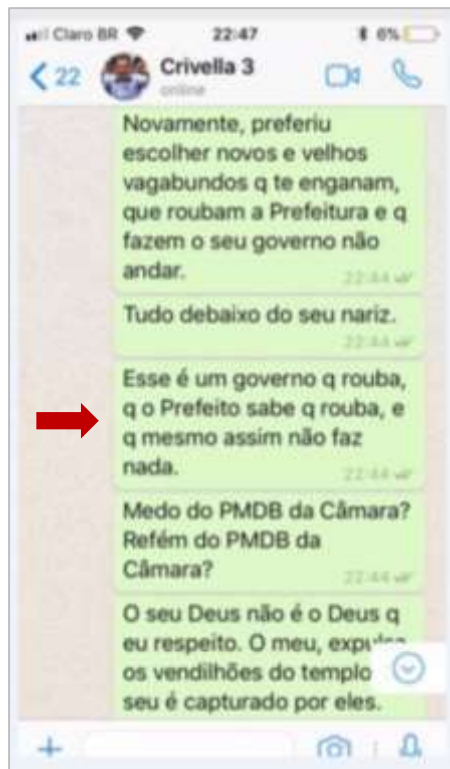 Claro BR 22:47 6%
22 Crivella 3
online
Novamente, preferiu
escolher novos e velhos
vagabundos q te enganam,
que roubam a Prefeitura e q
fazem o seu governo não
andar. 22:44
Tudo debaixo do seu nariz.
22:44
Esse é um governo q rouba,
q o Prefeito sabe q rouba, e
q mesmo assim não faz
nada. 22:44
Medo do PMDB da Câmara?
Refém do PMDB da
Câmara? 22:44
O seu Deus não é o Deus q
eu respeito. O meu,
os vendilhões do templo
seu é capturado por eles.